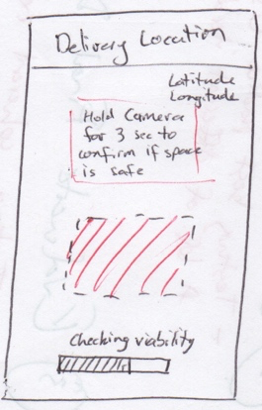 Delivery Location
Latitude
Longitude
Hold Camera
for 3 sec to
confirm if space
is safe
Checking viability